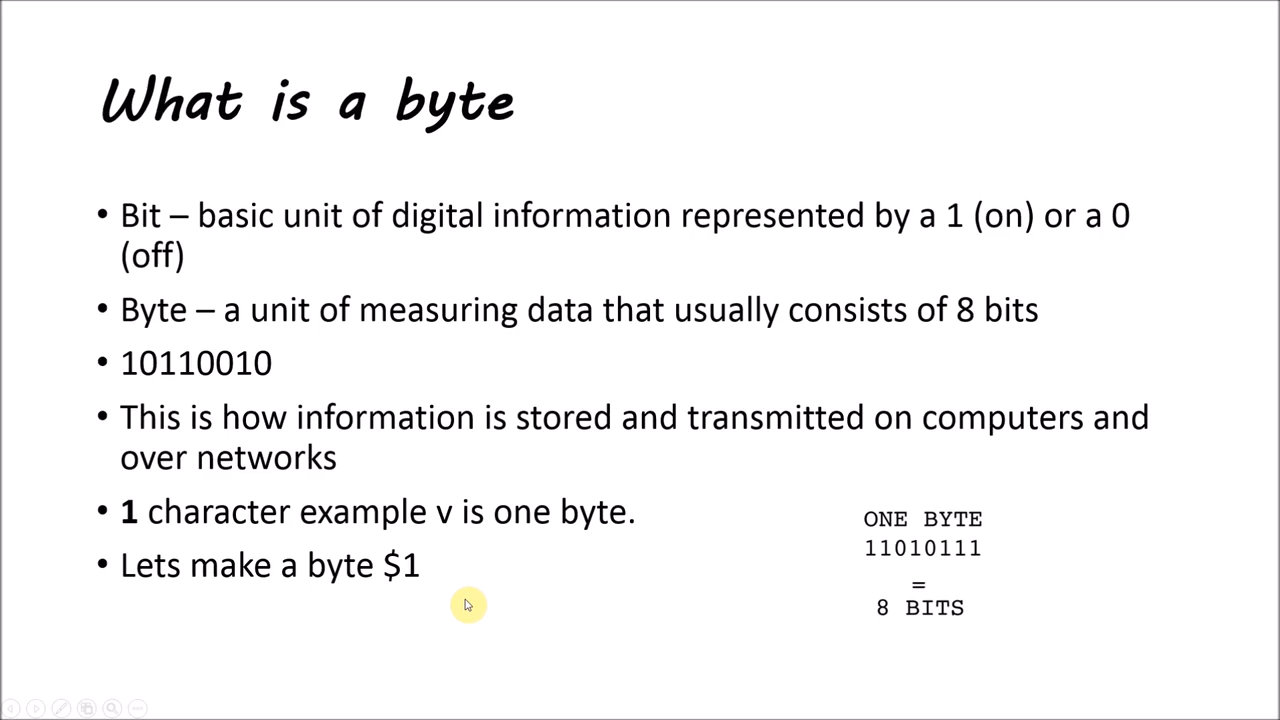 What is a byte
• Bit – basic unit of digital information represented by a 1 (on) or a 0
(off)
• Byte – a unit of measuring data that usually consists of 8 bits
• 10110010
• This is how information is stored and transmitted on computers and
over networks
• 1 character example v is one byte.
• Lets make a byte $1
ONE BYTE
11010111
=
8 BITS